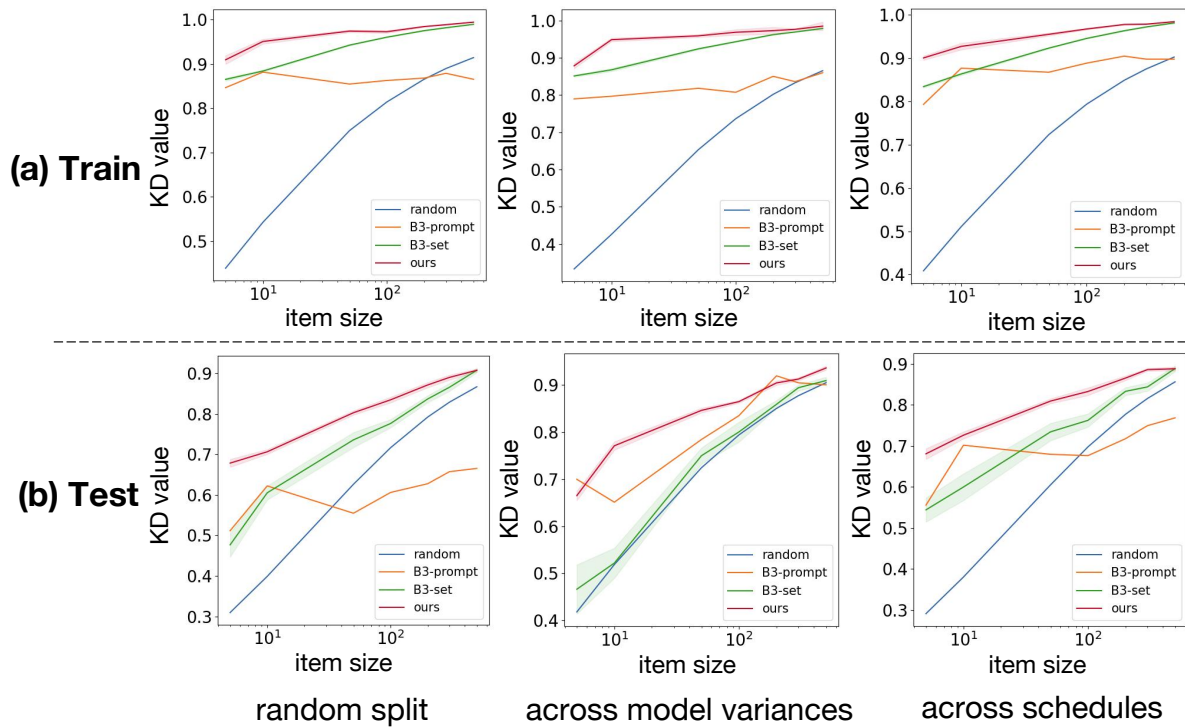 (a) Train
KD value
1.0
0.9
0.8
0.7
0.6
0.5
10¹
10²
item size
random
B3-prompt
B3-set
ours
KD value
1.0
0.9
0.8
0.7
0.6
0.5
0.4
10¹
10²
item size
random
B3-prompt
B3-set
ours
KD value
1.0
0.9
0.8
0.7
0.6
0.5
0.4
10¹
10²
item size
random
B3-prompt
B3-set
ours
(b) Test
KD value
0.9
0.8
0.7
0.6
0.5
0.4
0.3
10¹
10²
item size
random
B3-prompt
B3-set
ours
random split
KD value
0.9
0.8
0.7
0.6
0.5
0.4
10¹
10²
item size
random
B3-prompt
B3-set
ours
across model variances
KD value
0.9
0.8
0.7
0.6
0.5
0.4
0.3
10¹
10²
item size
random
B3-prompt
B3-set
ours
across schedules